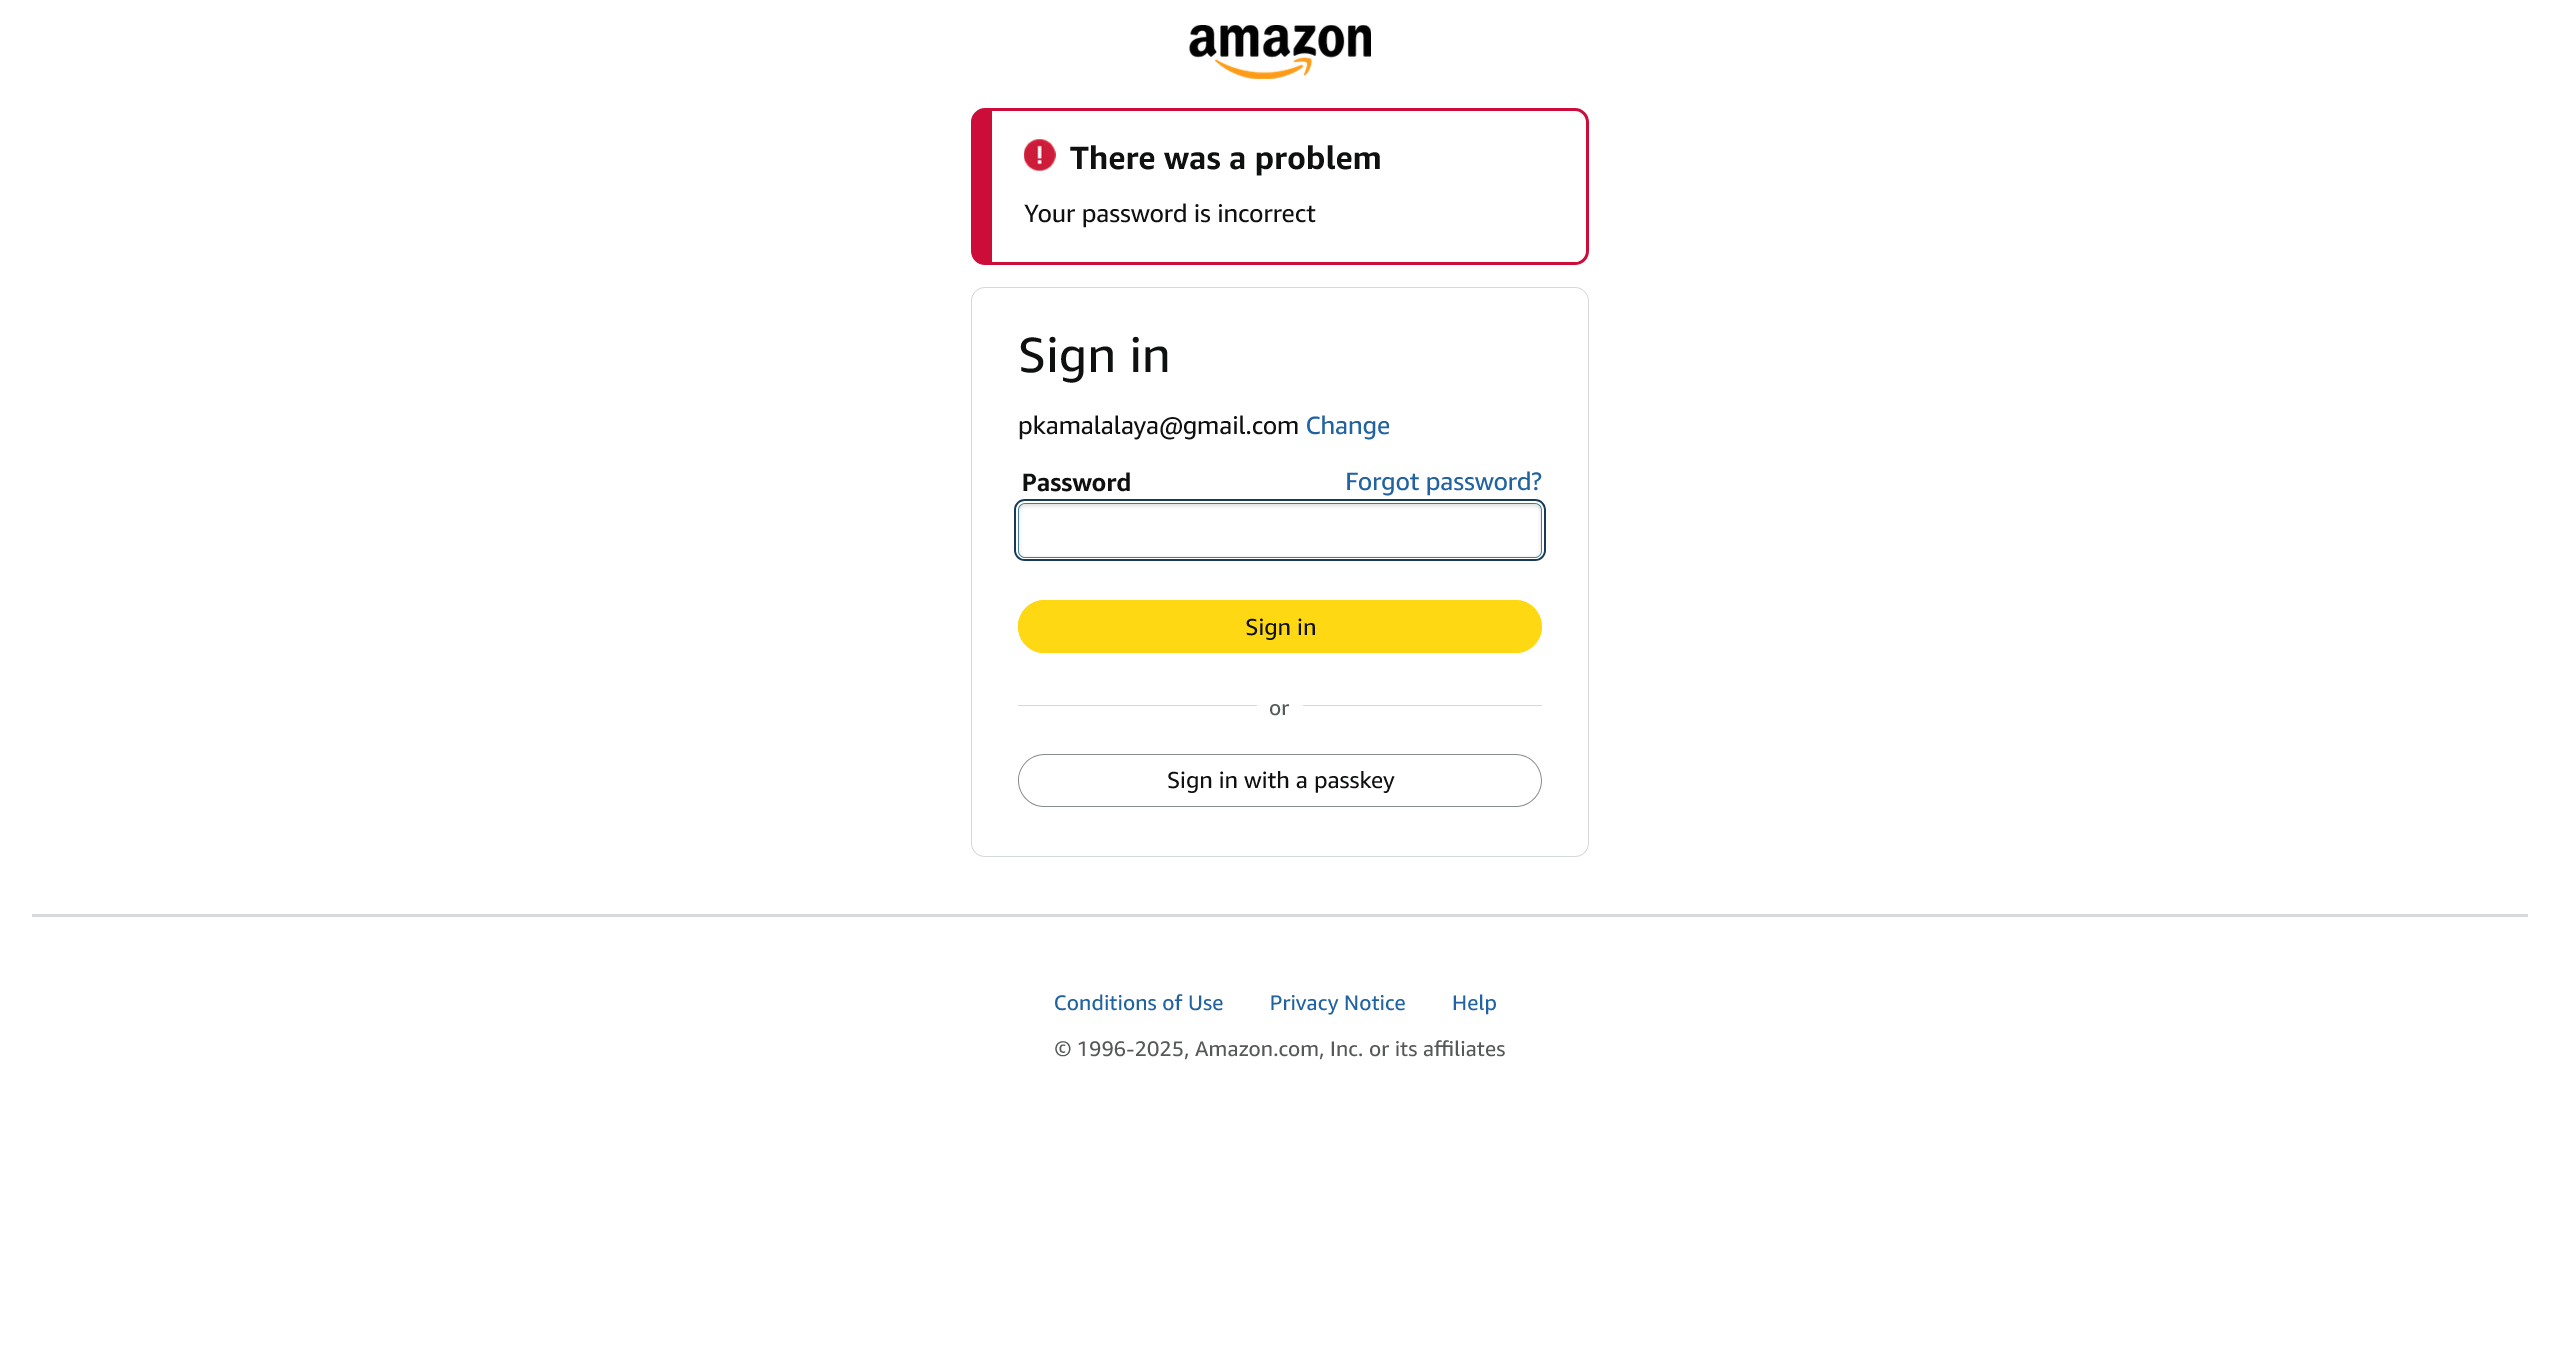 amazon
There was a problem
Your password is incorrect
Sign in
pkamalalaya@gmail.com Change
Password Forgot password?
Sign in
or
Sign in with a passkey
Conditions of Use Privacy Notice Help
© 1996-2025, Amazon.com, Inc. or its affiliates